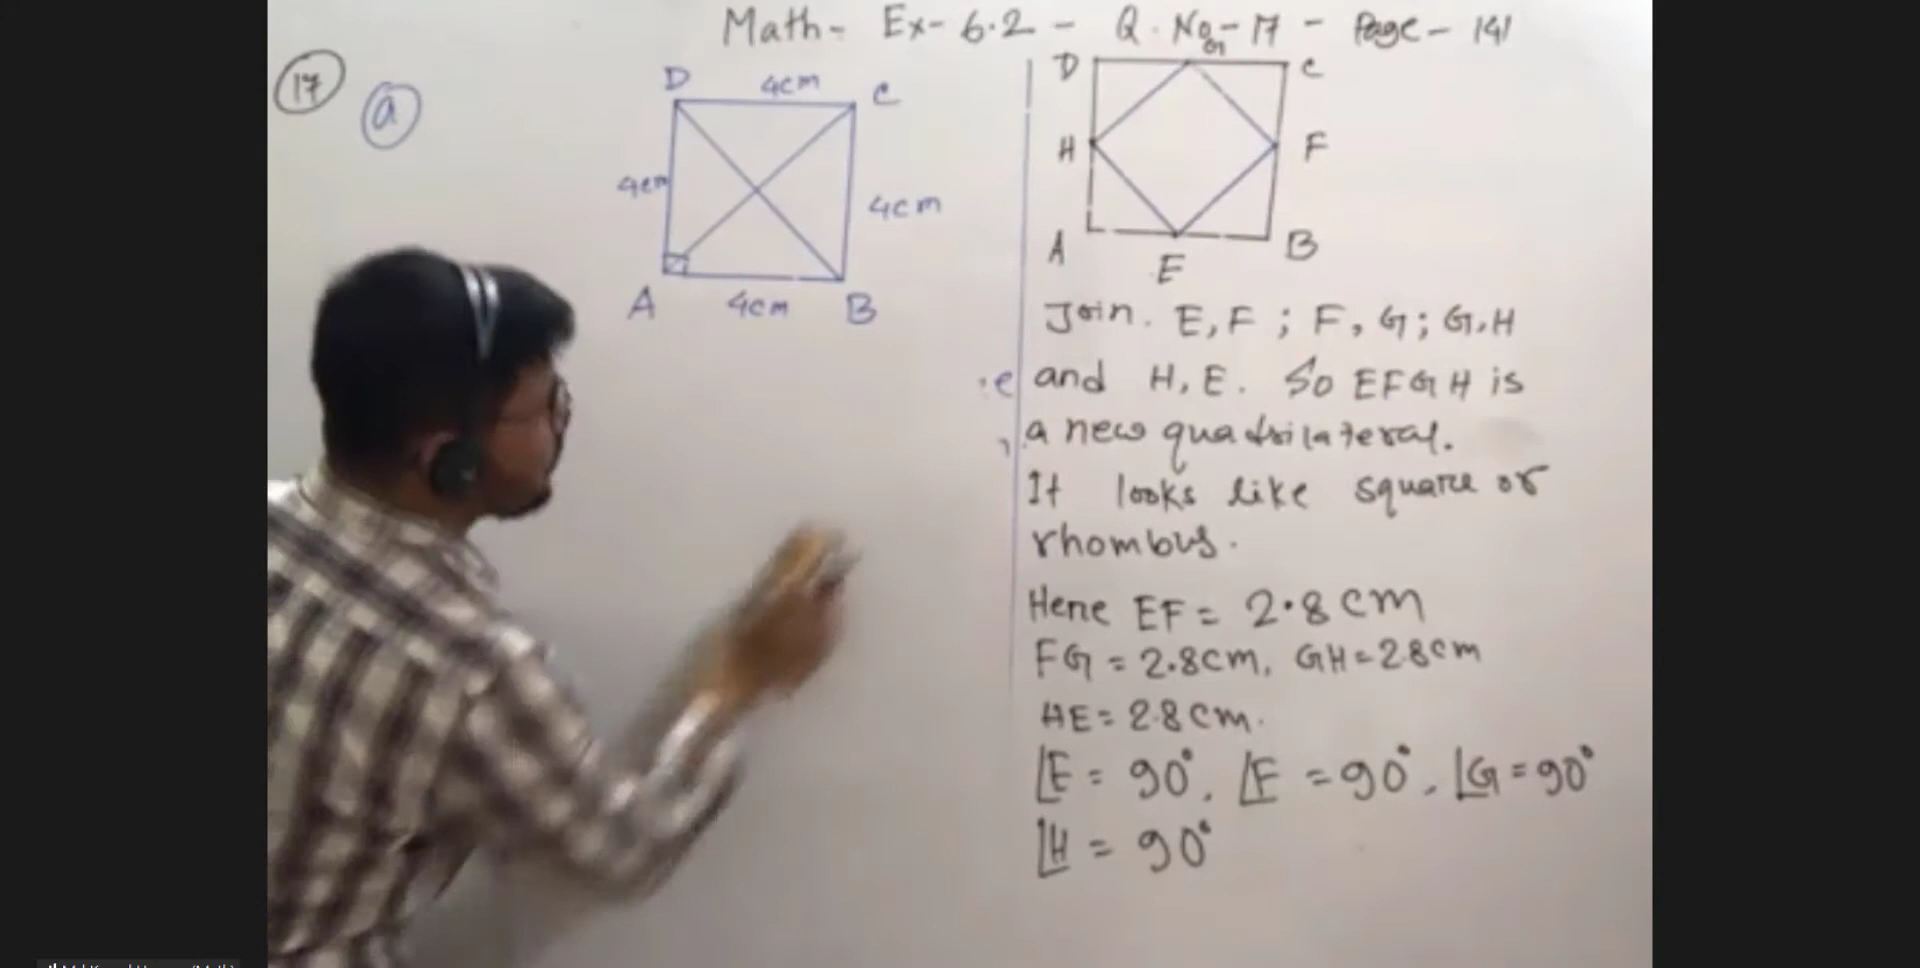 Math- Ex- 6.2 - Q. No-17 - Page- 141
17
a
D 4cm C
4cm
4cm
A 4cm B
G
D C
H F
A B
E
Join. E, F ; F, G; G, H
and H, E. So EFGH is
a new quadrilateral.
It looks like square or
rhombus.
Here EF = 2.8 cm
FG = 2.8cm, GH=2.8cm
HE= 2.8 cm.
∠E = 90°, ∠F = 90°, ∠G = 90°
∠H = 90°